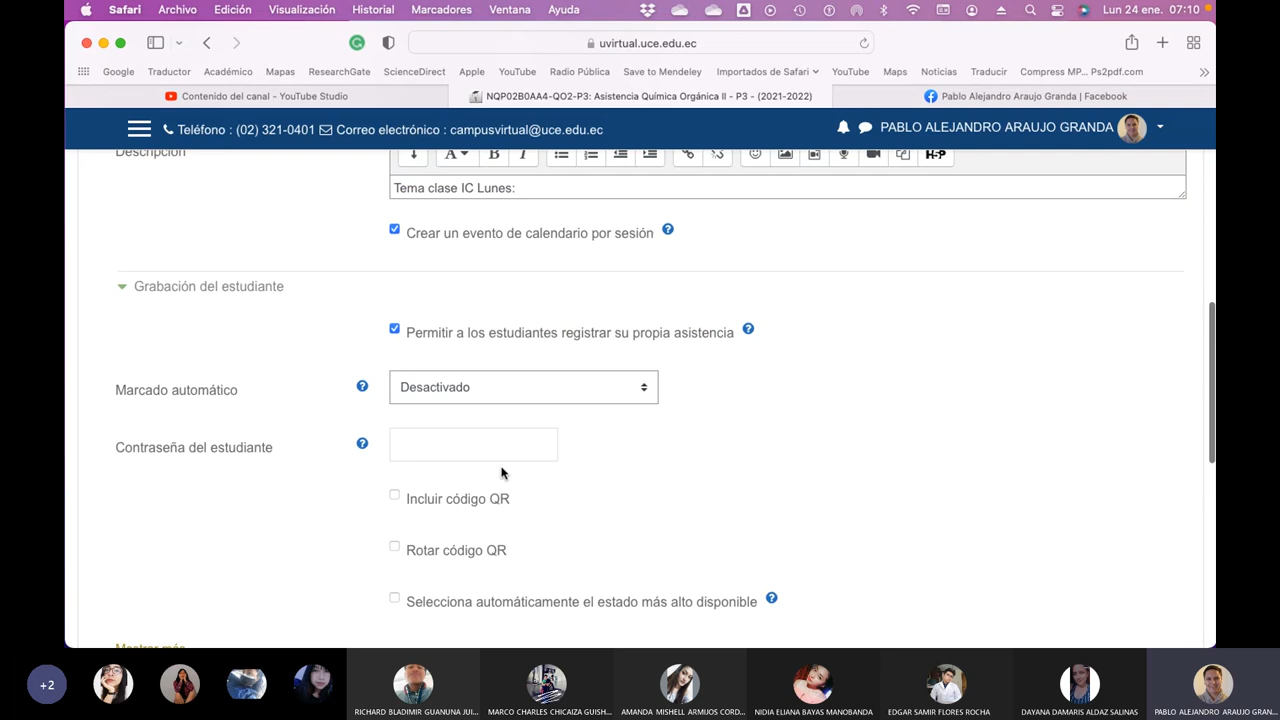 Safari Archivo Edición Visualización Historial Marcadores Ventana Ayuda Lun 24 ene. 07:10
uvirtual.uce.edu.ec
Google Traductor Académico Mapas ResearchGate ScienceDirect Apple YouTube Radio Pública Save to Mendeley Importados de Safari YouTube Maps Noticias Traducir Compress MP... Ps2pdf.com
Contenido del canal - YouTube Studio NQP02B0AA4-QO2-P3: Asistencia Química Orgánica II - P3 - (2021-2022) Pablo Alejandro Araujo Granda | Facebook
Teléfono : (02) 321-0401 Correo electrónico : campusvirtual@uce.edu.ec PABLO ALEJANDRO ARAUJO GRANDA
Descripción A B I H-P
Tema clase IC Lunes:
Crear un evento de calendario por sesión
Grabación del estudiante
Permitir a los estudiantes registrar su propia asistencia
Marcado automático Desactivado
Contraseña del estudiante
Incluir código QR
Rotar código QR
Selecciona automáticamente el estado más alto disponible
Mostrar más
+2
RICHARD BLADIMIR GUANUNA JUI... MARCO CHARLES CHICAIZA GUISH... AMANDA MISHELL ARMIJOS CORD... NIDIA ELIANA BAYAS MANOBANDA EDGAR SAMIR FLORES ROCHA DAYANA DAMARIS ALDAZ SALINAS PABLO ALEJANDRO ARAUJO GRAN...